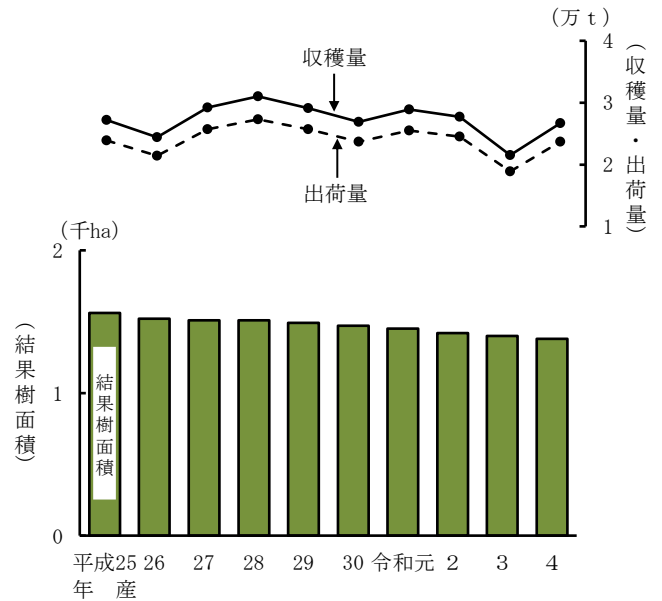 （万ｔ）
4
3
2
1
（収穫量・出荷量）
収穫量
出荷量
（千ha）
2
1
0
（結果樹面積）
結果樹面積
平成25 26 27 28 29 30 令和元 2 3 4
年 産